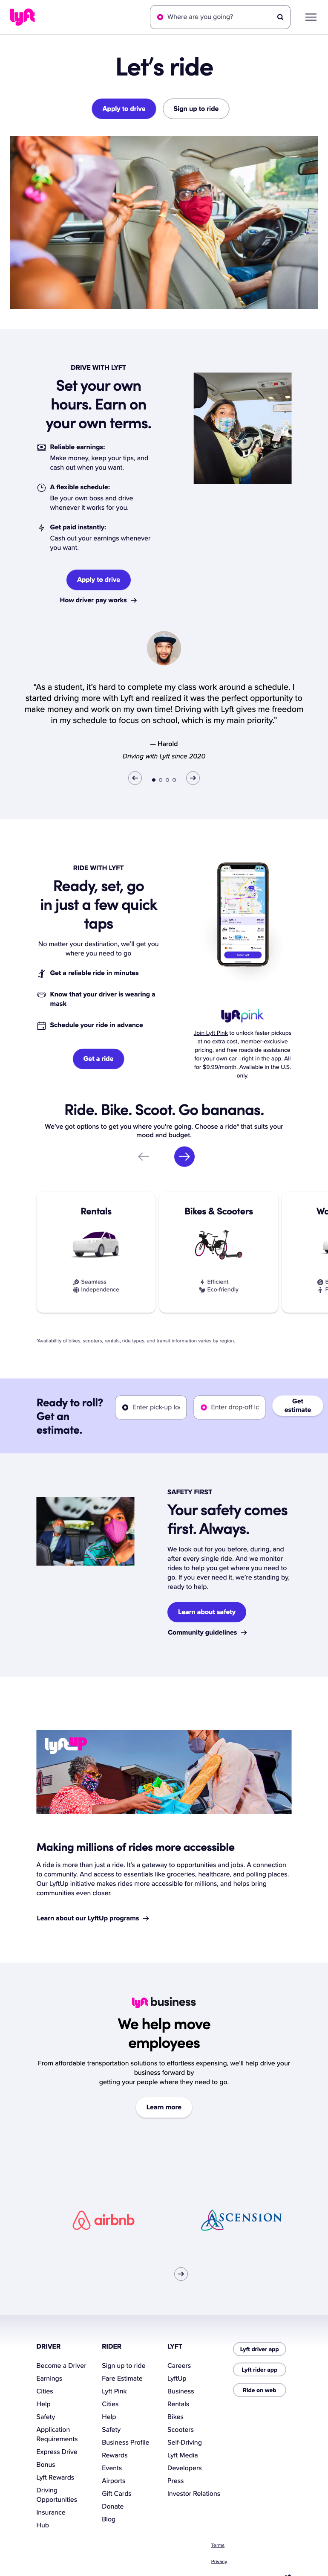 lyft
Where are you going?
Let's ride
Apply to drive
Sign up to ride
DRIVE WITH LYFT
Set your own
hours. Earn on
your own terms.
Reliable earnings:
Make money, keep your tips, and
cash out when you want.
A flexible schedule:
Be your own boss and drive
whenever it works for you.
Get paid instantly:
Cash out your earnings whenever
you want.
Apply to drive
How driver pay works
“As a student, it's hard to complete my class work around a schedule. I
started driving more with Lyft and realized it was the perfect opportunity to
make money and work on my own time! Driving with Lyft gives me freedom
in my schedule to focus on school, which is my main priority.”
— Harold
Driving with Lyft since 2020
RIDE WITH LYFT
Ready, set, go
in just a few quick
taps
No matter your destination, we'll get you
where you need to go
Get a reliable ride in minutes
Know that your driver is wearing a
mask
Schedule your ride in advance
Get a ride
lyft pink
Join Lyft Pink to unlock faster pickups
at no extra cost, member-exclusive
pricing, and free roadside assistance
for your own car—right in the app. All
for $9.99/month. Available in the U.S.
only.
Ride. Bike. Scoot. Go bananas.
We've got options to get you where you're going. Choose a ride* that suits your
mood and budget.
Rentals
Seamless
Independence
Bikes & Scooters
Efficient
Eco-friendly
*Availability of bikes, scooters, rentals, ride types, and transit information varies by region.
Ready to roll?
Get an
estimate.
Enter pick-up lo
Enter drop-off lo
Get
estimate
SAFETY FIRST
Your safety comes
first. Always.
We look out for you before, during, and
after every single ride. And we monitor
rides to help you get where you need to
go. If you ever need it, we're standing by,
ready to help.
Learn about safety
Community guidelines
lyft up
Making millions of rides more accessible
A ride is more than just a ride. It's a gateway to opportunities and jobs. A connection
to community. And access to essentials like groceries, healthcare, and polling places.
Our LyftUp initiative makes rides more accessible for millions, and helps bring
communities even closer.
Learn about our LyftUp programs
lyft business
We help move
employees
From affordable transportation solutions to effortless expensing, we'll help drive your
business forward by
getting your people where they need to go.
Learn more
airbnb
ASCENSION
DRIVER
Become a Driver
Earnings
Cities
Help
Safety
Application
Requirements
Express Drive
Bonus
Lyft Rewards
Driving
Opportunities
Insurance
Hub
RIDER
Sign up to ride
Fare Estimate
Lyft Pink
Cities
Help
Safety
Business Profile
Rewards
Events
Airports
Gift Cards
Donate
Blog
LYFT
Careers
LyftUp
Business
Rentals
Bikes
Scooters
Self-Driving
Lyft Media
Developers
Press
Investor Relations
Lyft driver app
Lyft rider app
Ride on web
Terms
Privacy